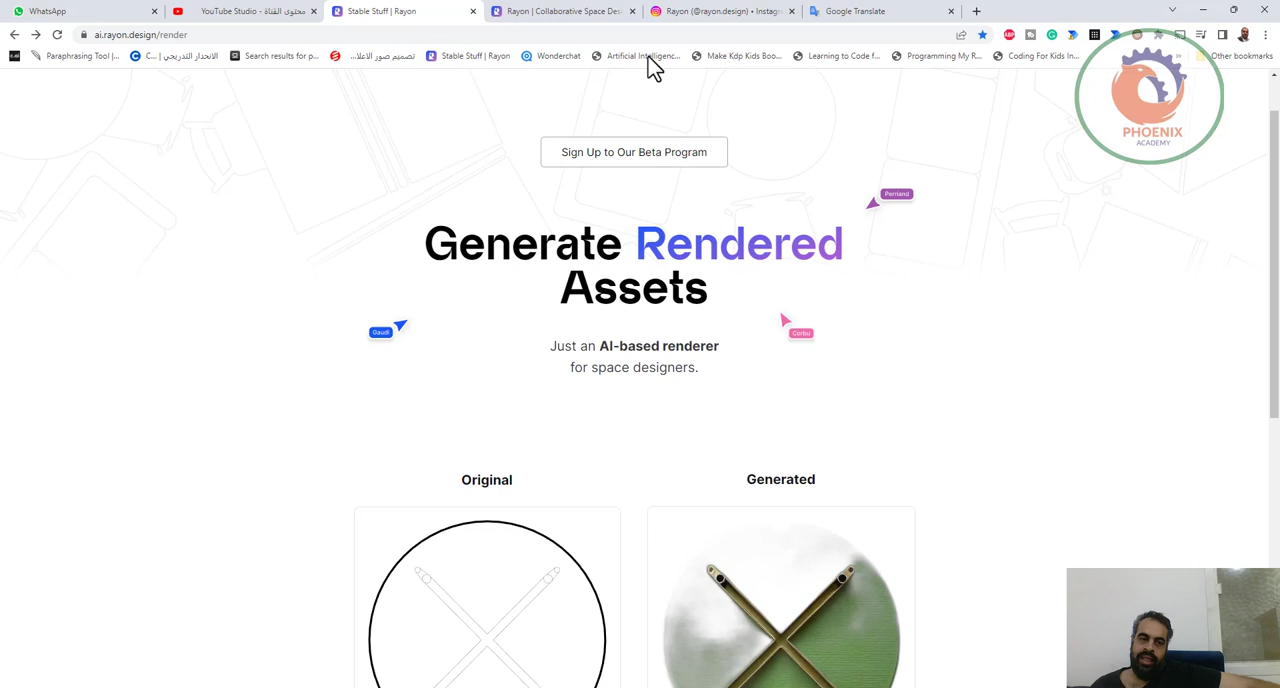 WhatsApp
YouTube Studio - محتوى القناة
Stable Stuff | Rayon
Rayon | Collaborative Space Des
Rayon (@rayon.design) • Instagr
Google Translate
ai.rayon.design/render
Paraphrasing Tool |...
الانحدار التدريجي | C...
Search results for p...
تصميم صور الاعلا...
Stable Stuff | Rayon
Wonderchat
Artificial Intelligenc...
Make Kdp Kids Boo...
Learning to Code f...
Programming My R...
Coding For Kids In...
Other bookmarks
PHOENIX
ACADEMY
Sign Up to Our Beta Program
Perriand
Generate Rendered
Assets
Gaudi
Corbu
Just an AI-based renderer
for space designers.
Original
Generated